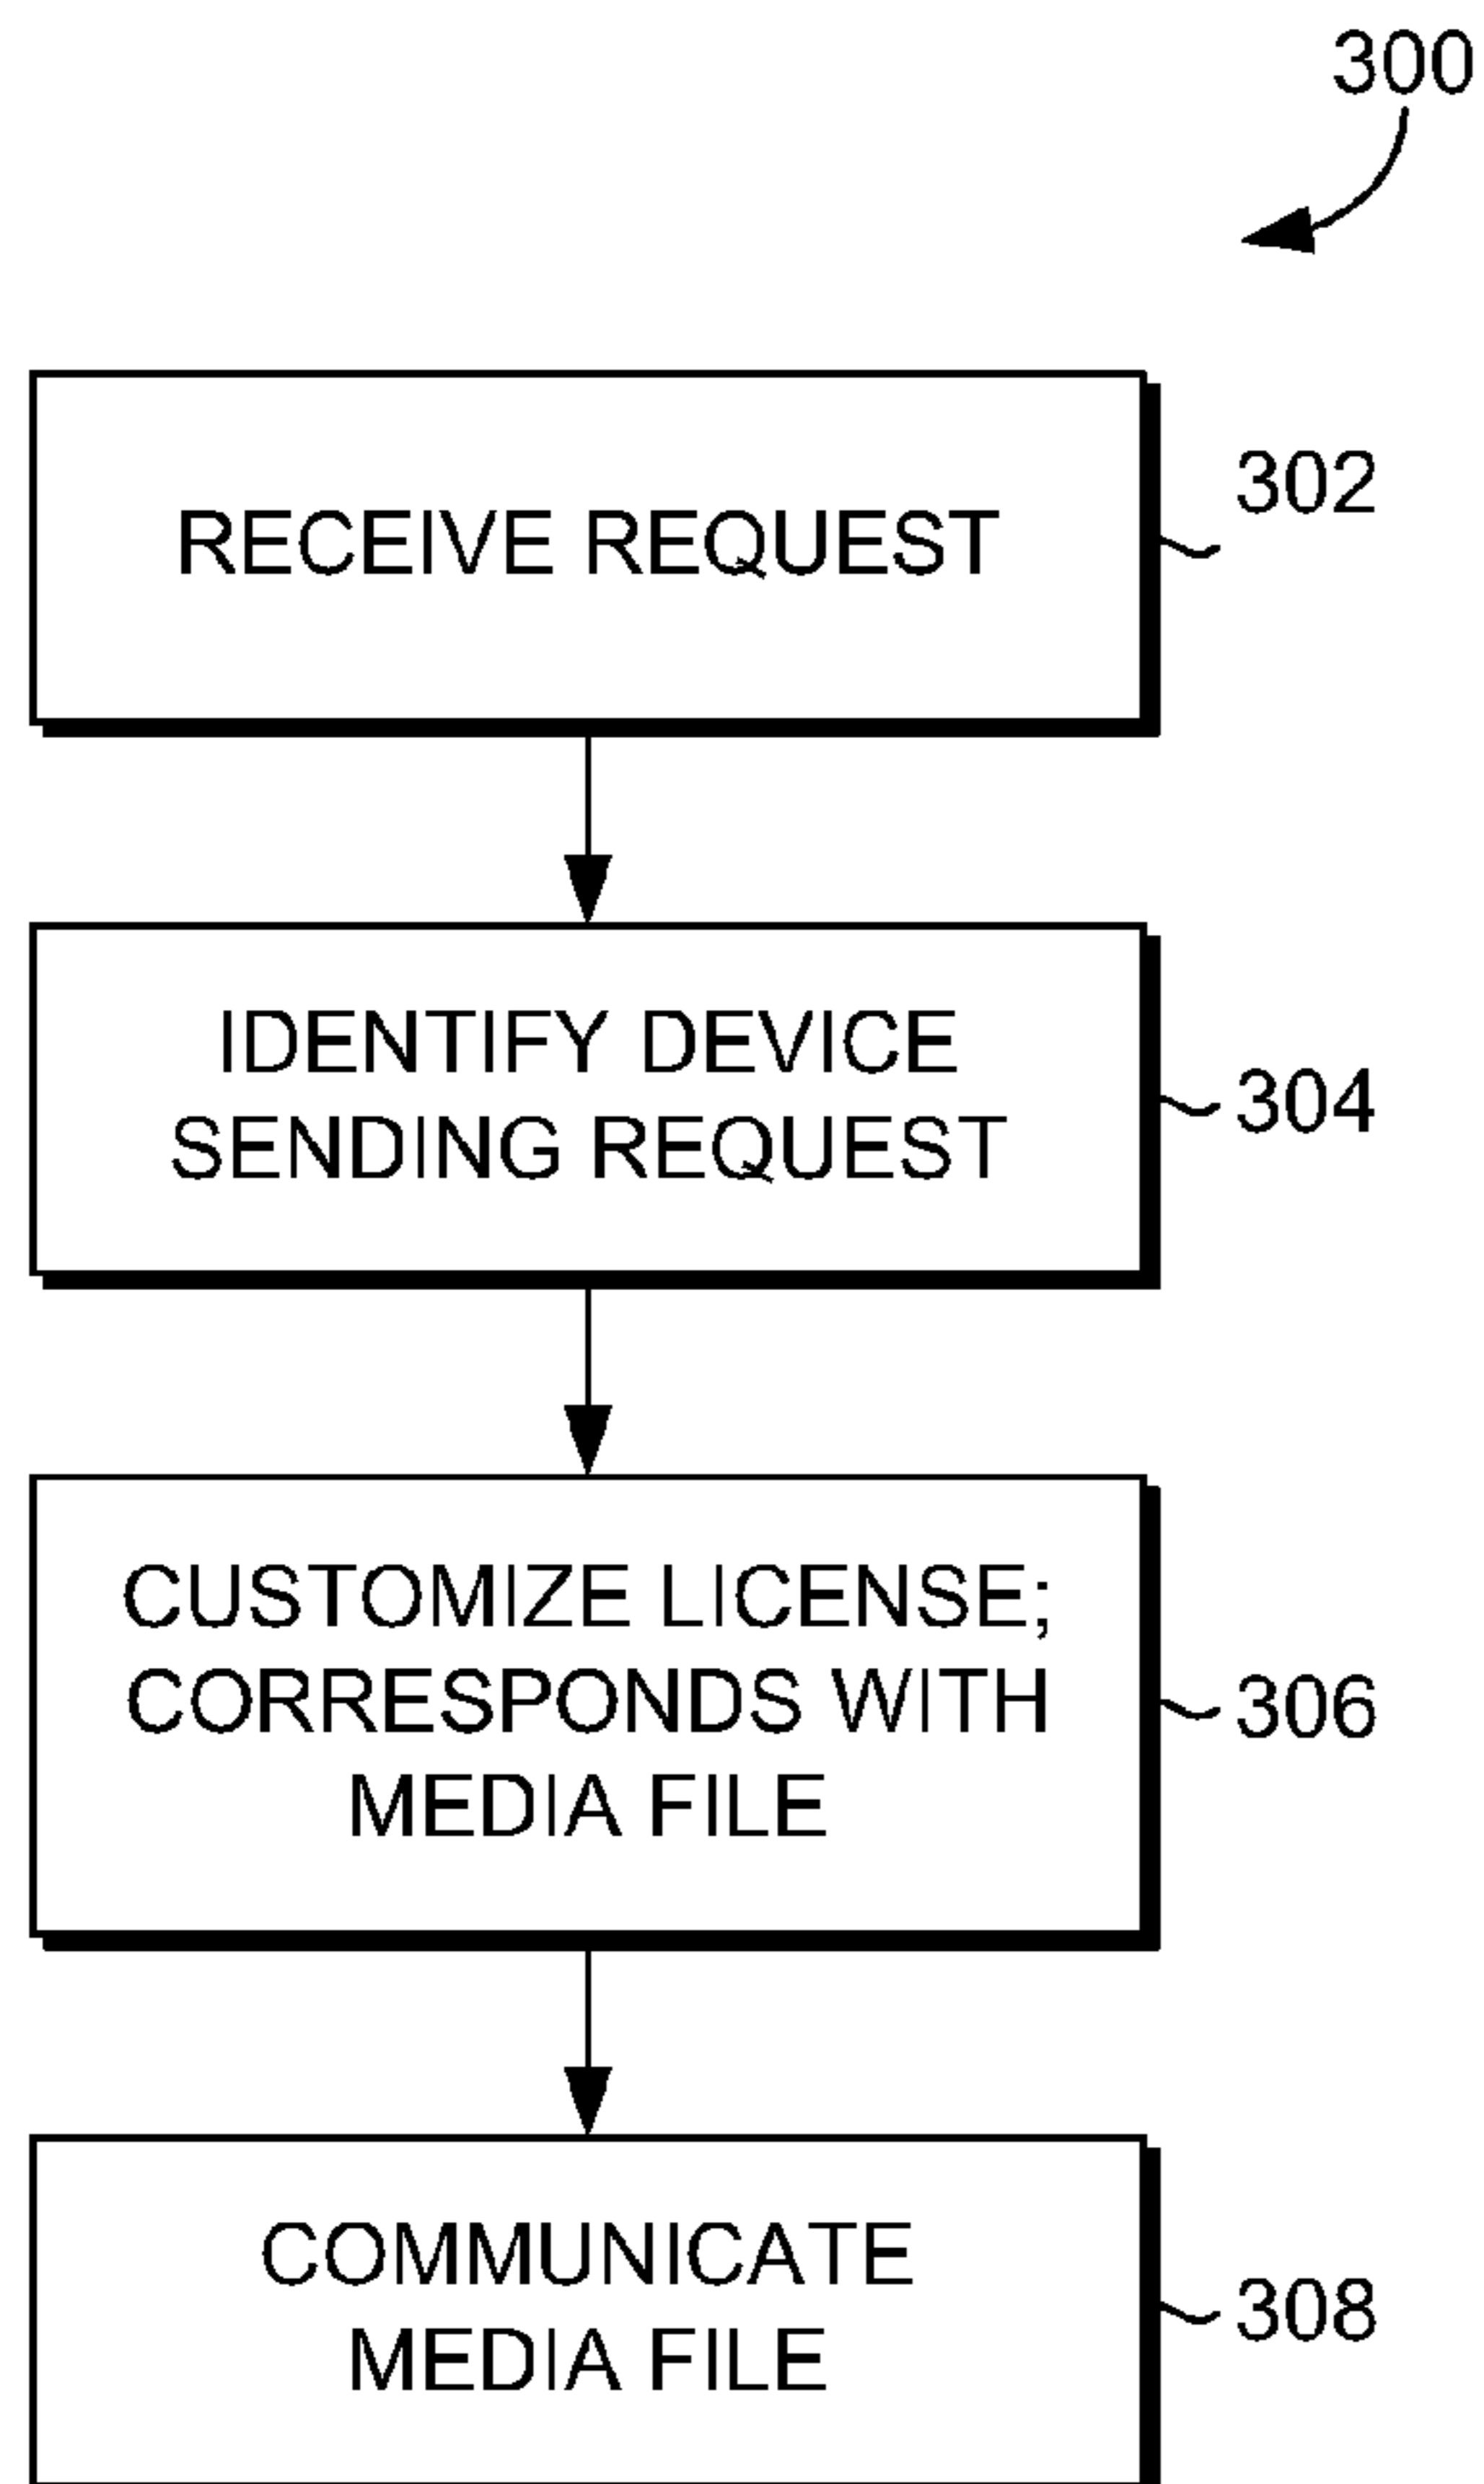 300
RECEIVE REQUEST
302
IDENTIFY DEVICE
SENDING REQUEST
304
CUSTOMIZE LICENSE;
CORRESPONDS WITH
MEDIA FILE
306
COMMUNICATE
MEDIA FILE
308